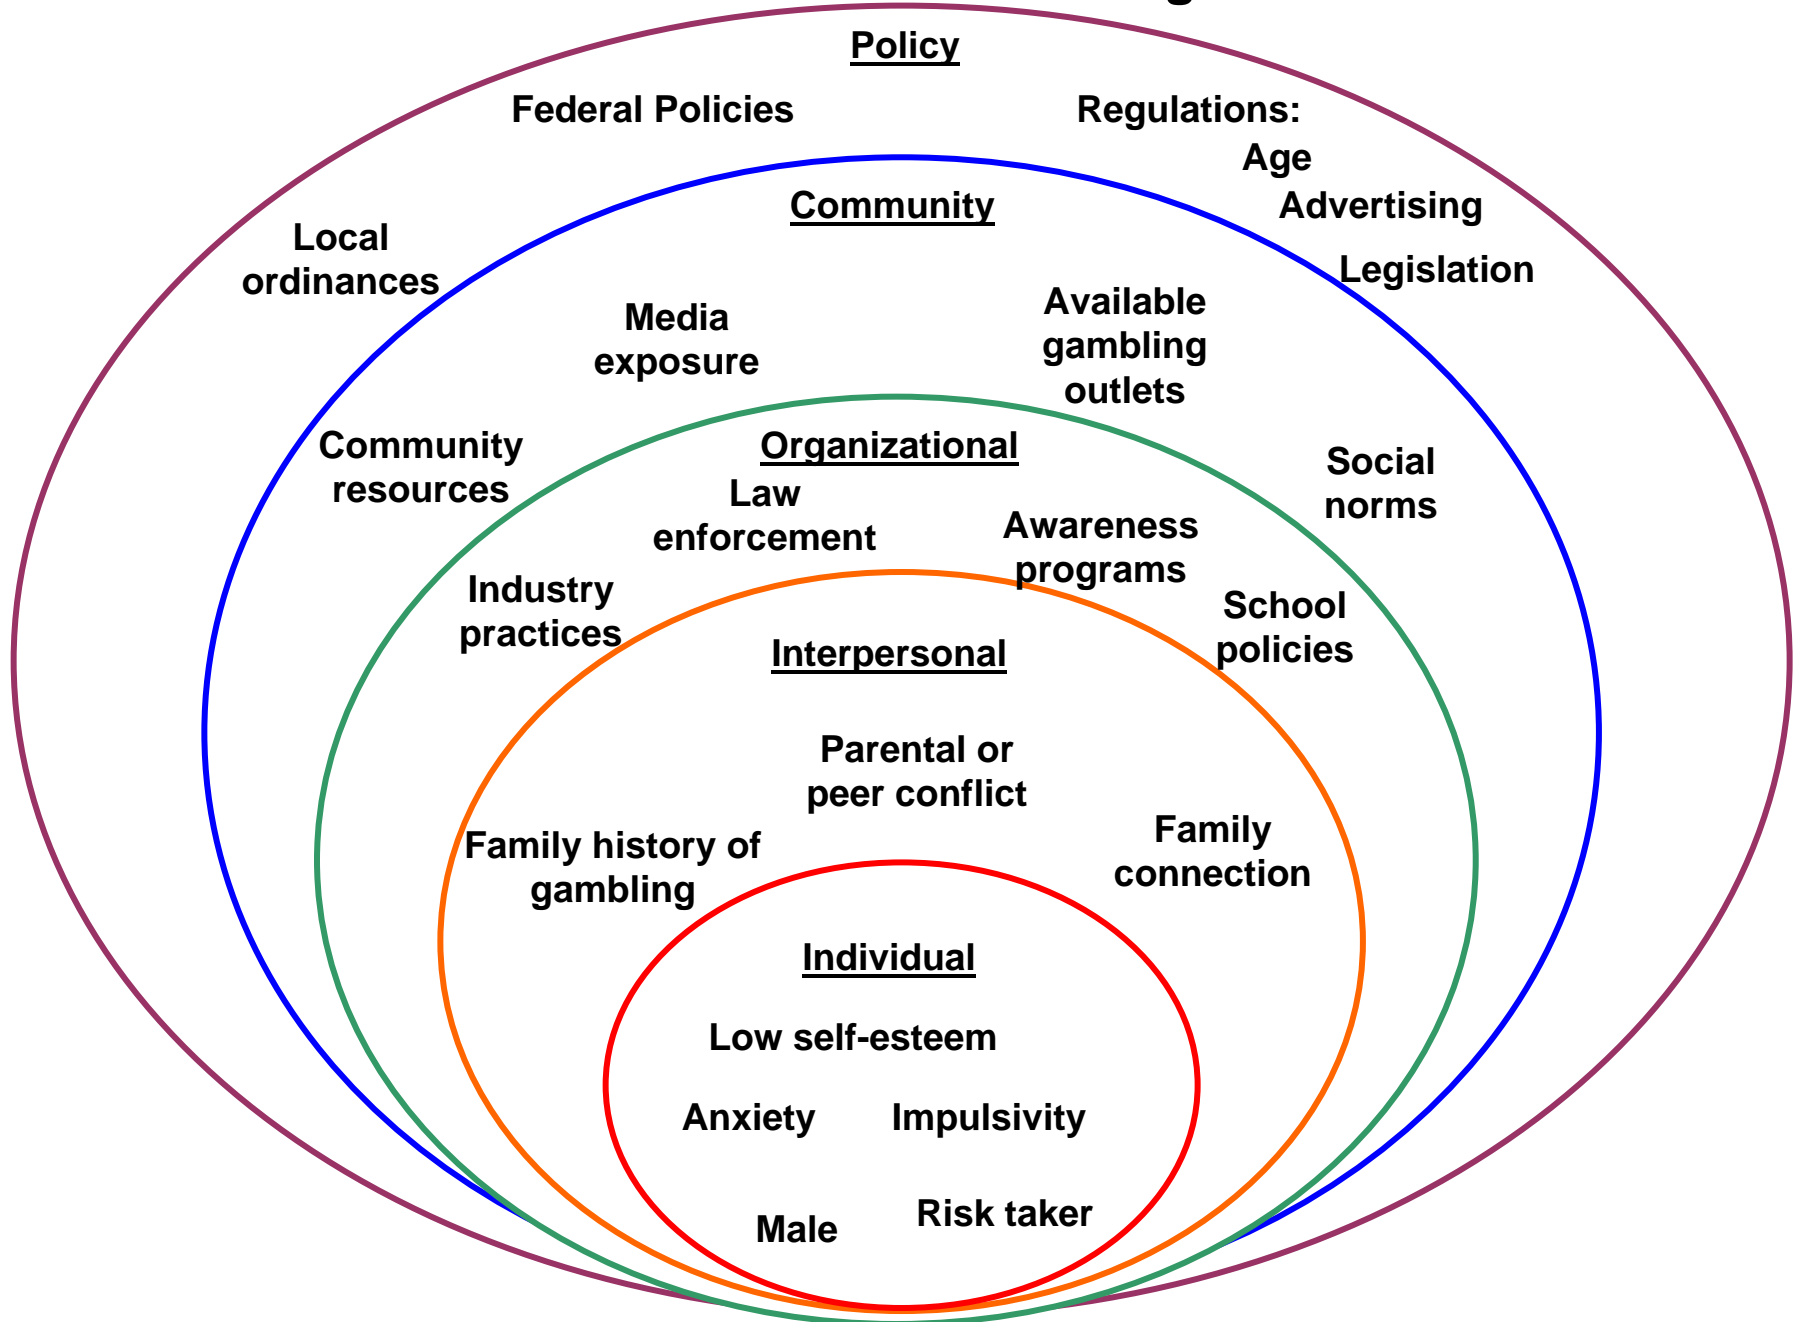 Policy
Federal Policies
Regulations:
Age
Advertising
Legislation
Local
ordinances
Community
Media
exposure
Available
gambling
outlets
Community
resources
Social
norms
Organizational
Law
enforcement
Awareness
programs
Industry
practices
School
policies
Interpersonal
Parental or
peer conflict
Family history of
gambling
Family
connection
Individual
Low self-esteem
Anxiety
Impulsivity
Male
Risk taker